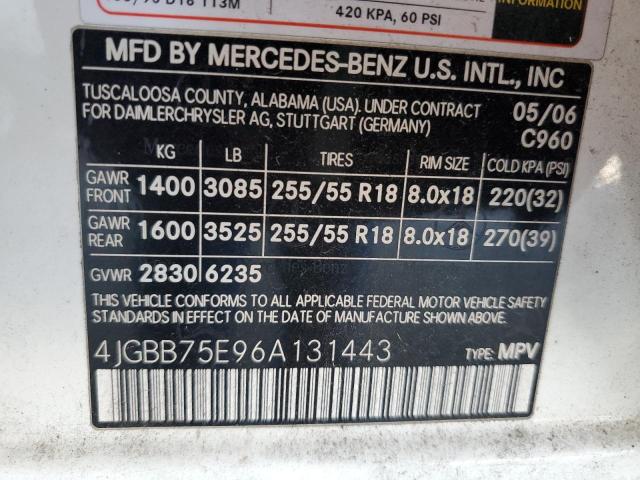 D18 113M
420 KPA, 60 PSI
INFORMATION
MFD BY MERCEDES-BENZ U.S. INTL., INC
TUSCALOOSA COUNTY, ALABAMA (USA). UNDER CONTRACT 05/06
FOR DAIMLERCHRYSLER AG, STUTTGART (GERMANY) C960
KG LB TIRES RIM SIZE COLD KPA (PSI)
GAWR FRONT 1400 3085 255/55 R18 8.0x18 220(32)
GAWR REAR 1600 3525 255/55 R18 8.0x18 270(39)
GVWR 2830 6235
THIS VEHICLE CONFORMS TO ALL APPLICABLE FEDERAL MOTOR VEHICLE SAFETY
STANDARDS IN EFFECT ON THE DATE OF MANUFACTURE SHOWN ABOVE.
4JGBB75E96A131443 TYPE: MPV